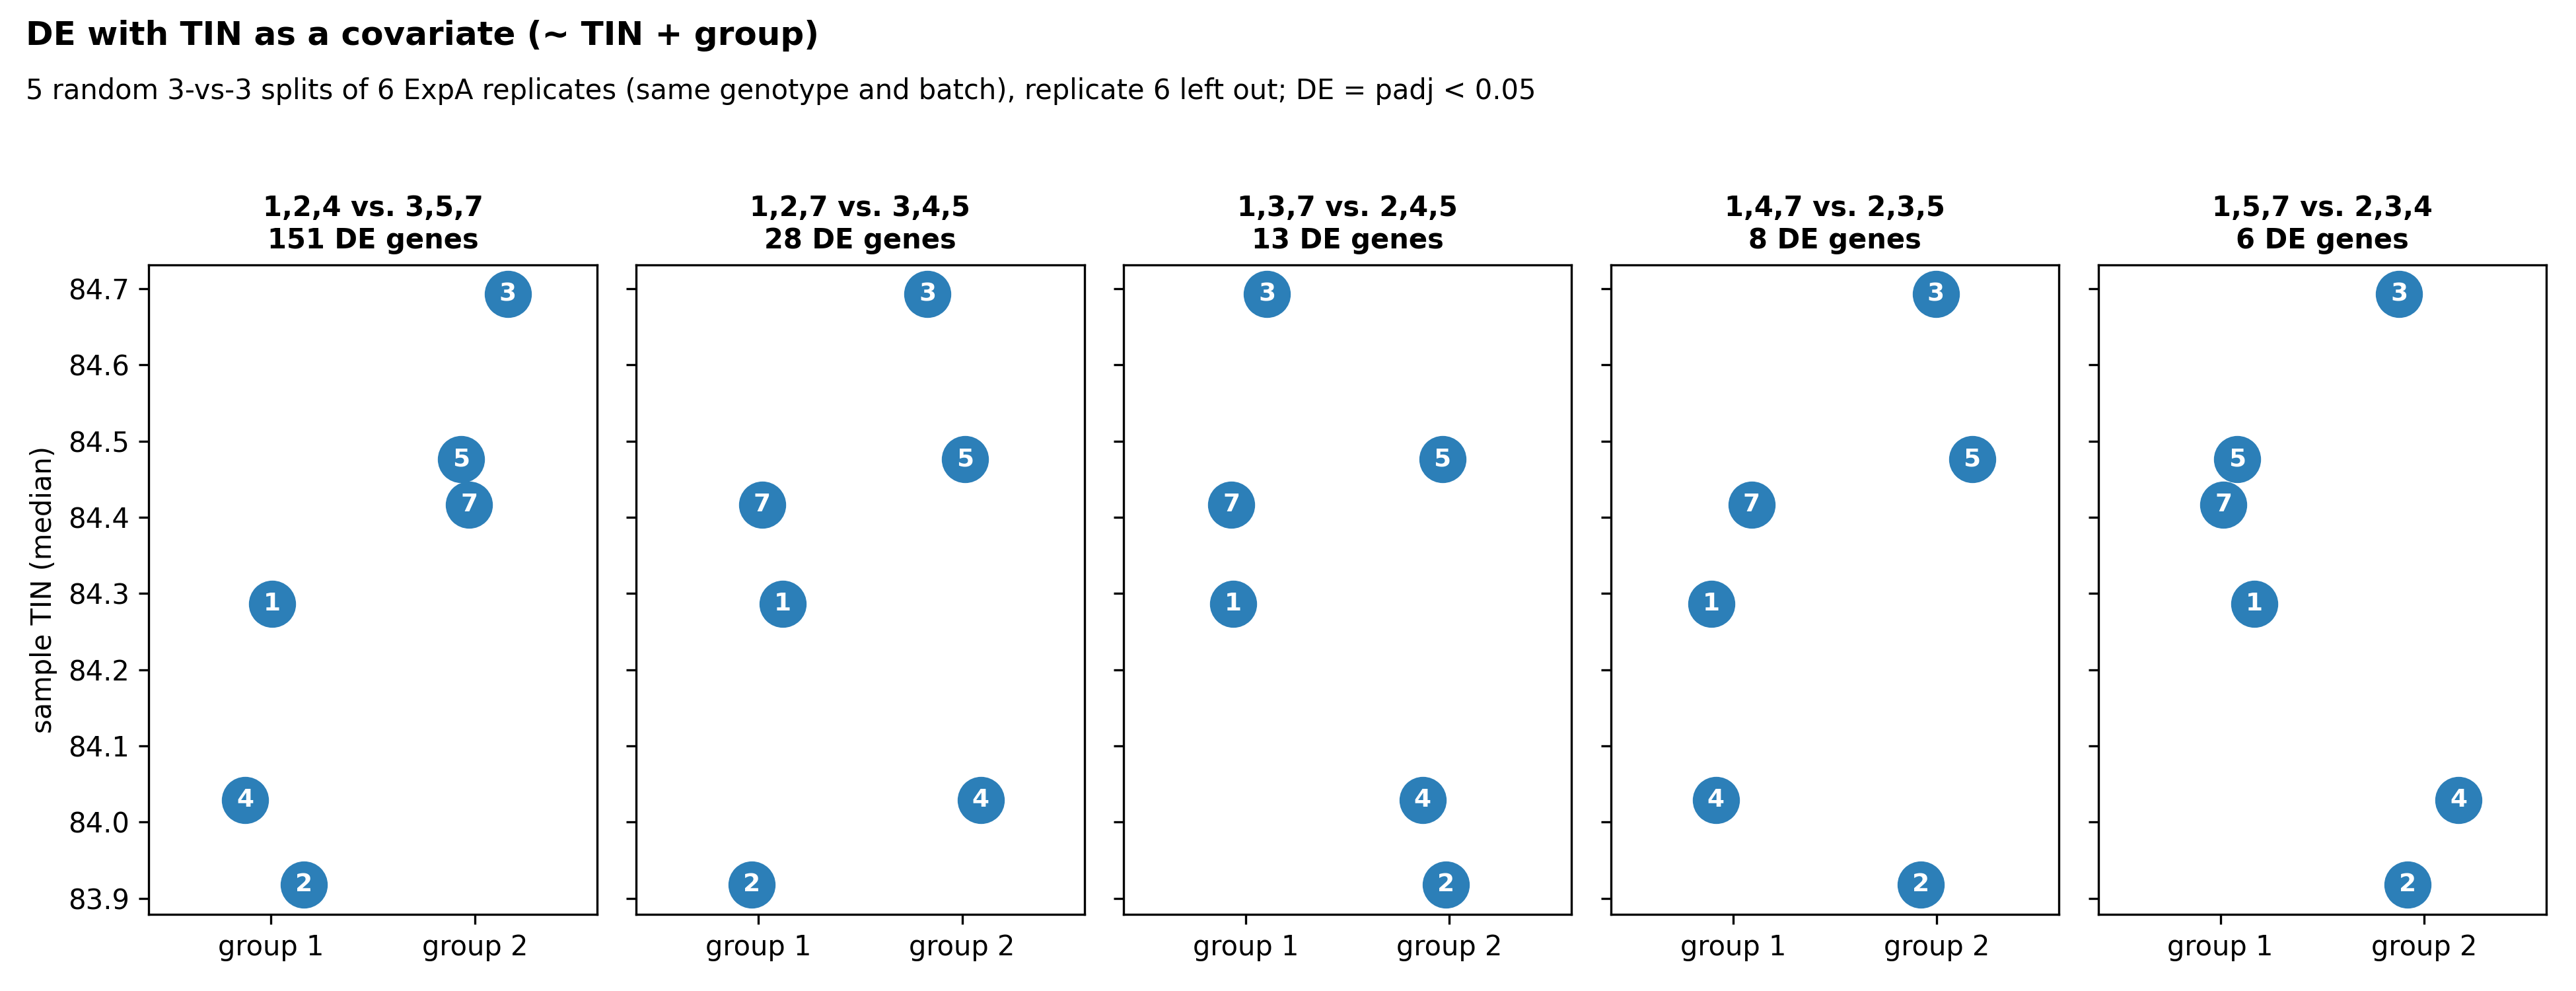 DE with TIN as a covariate (~ TIN + group)
5 random 3-vs-3 splits of 6 ExpA replicates (same genotype and batch), replicate 6 left out; DE = padj < 0.05
1,2,4 vs. 3,5,7
151 DE genes
1,2,7 vs. 3,4,5
28 DE genes
1,3,7 vs. 2,4,5
13 DE genes
1,4,7 vs. 2,3,5
8 DE genes
1,5,7 vs. 2,3,4
6 DE genes
sample TIN (median)
84.7
84.6
84.5
84.4
84.3
84.2
84.1
84.0
83.9
3
5
7
1
4
2
group 1
group 2
3
5
7
1
4
2
group 1
group 2
3
5
7
1
4
2
group 1
group 2
3
5
7
1
4
2
group 1
group 2
3
5
7
1
4
2
group 1
group 2